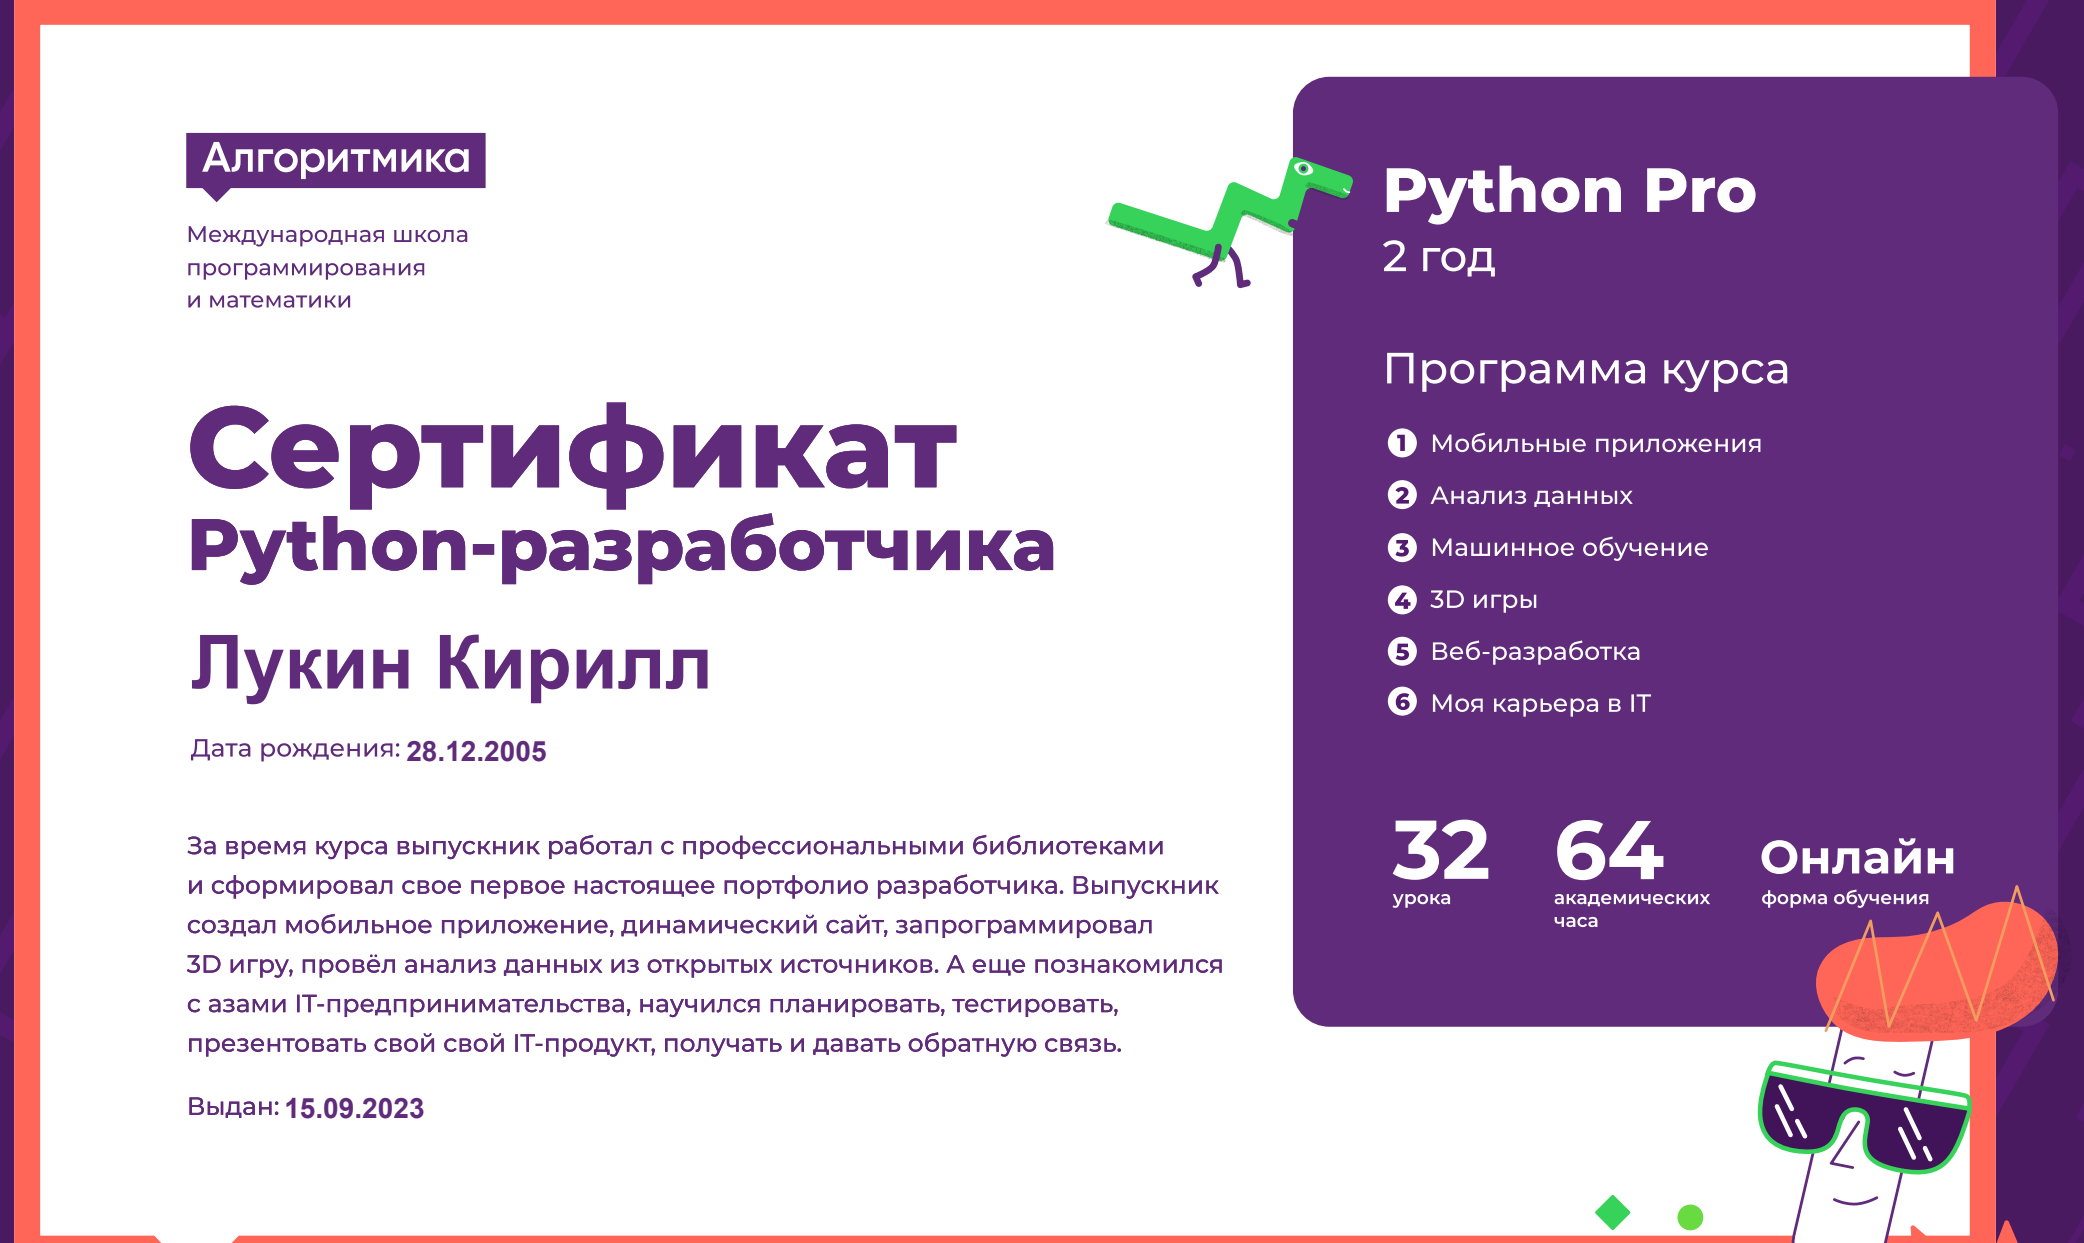 Алгоритмика
Международная школа
программирования
и математики
Сертификат
Python-разработчика
Лукин Кирилл
Дата рождения: 28.12.2005
За время курса выпускник работал с профессиональными библиотеками
и сформировал свое первое настоящее портфолио разработчика. Выпускник
создал мобильное приложение, динамический сайт, запрограммировал
3D игру, провёл анализ данных из открытых источников. А еще познакомился
с азами IT-предпринимательства, научился планировать, тестировать,
презентовать свой свой IT-продукт, получать и давать обратную связь.
Выдан: 15.09.2023
Python Pro
2 год
Программа курса
1 Мобильные приложения
2 Анализ данных
3 Машинное обучение
4 3D игры
5 Веб-разработка
6 Моя карьера в IT
32
урока
64
академических
часа
Онлайн
форма обучения